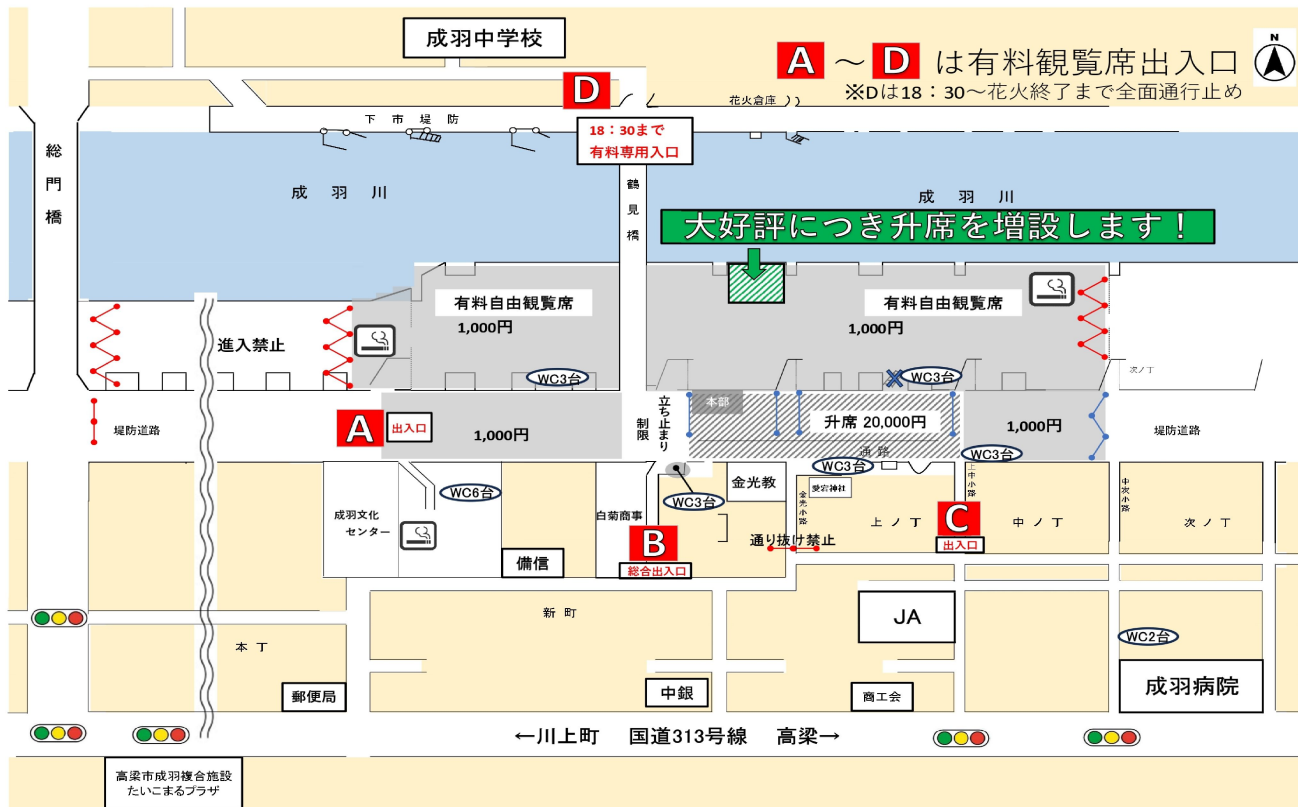 成羽中学校
A ～ D は有料観覧席出入口
※Dは18：30～花火終了まで全面通行止め
N
D
花火倉庫
下市堤防
18：30まで
有料専用入口
総門橋
成羽川
鶴見橋
成羽川
大好評につき升席を増設します！
有料自由観覧席
1,000円
有料自由観覧席
1,000円
進入禁止
WC3台
WC3台
次ノ丁
A
出入口
1,000円
立ち止まり
制限
本部
升席 20,000円
通路
1,000円
堤防道路
堤防道路
WC6台
WC3台
WC3台
WC3台
金光教
愛宕神社
金光小路
上中小路
中次小路
成羽文化
センター
白菊商事
B
総合出入口
通り抜け禁止
上ノ丁
C
出入口
中ノ丁
次ノ丁
備信
新町
JA
本丁
WC2台
郵便局
中銀
商工会
成羽病院
←川上町 国道313号線 高梁→
高梁市成羽複合施設
たいこまるプラザ